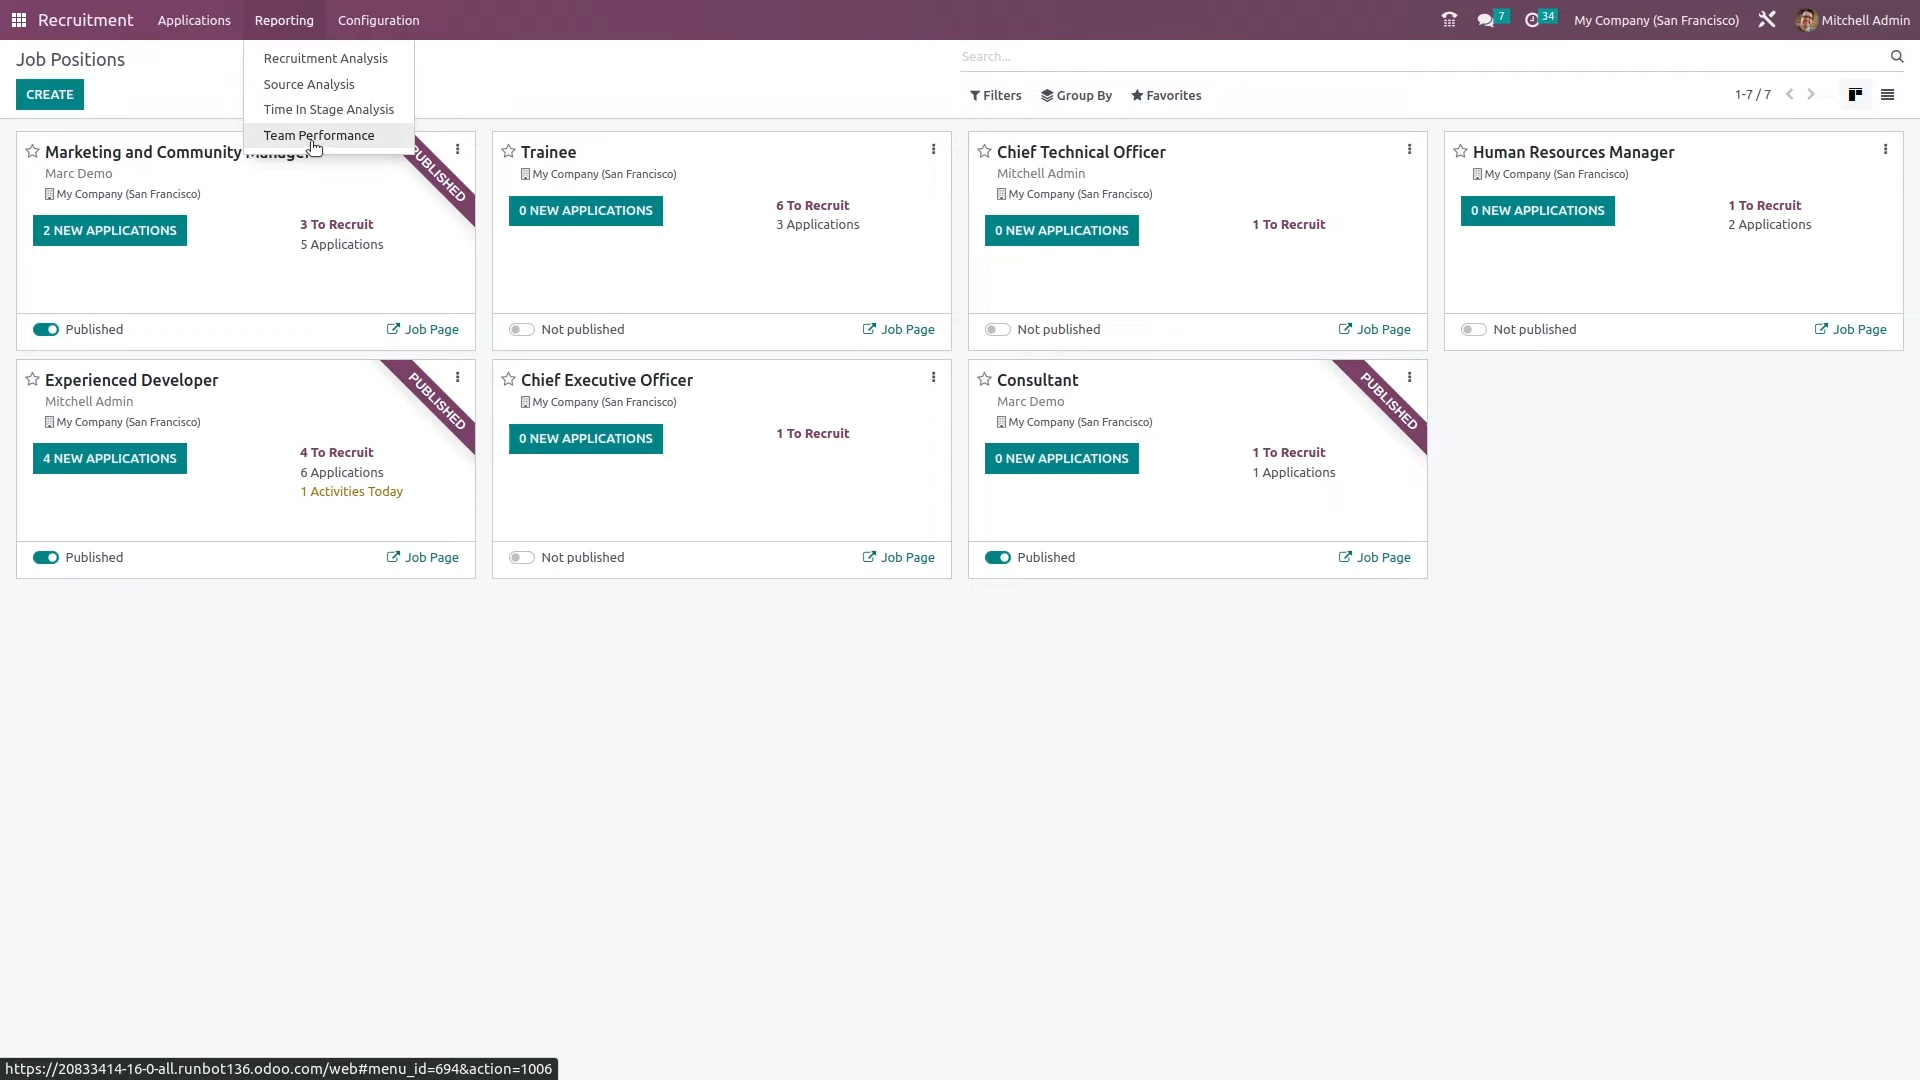 Recruitment Applications Reporting Configuration 7 34 My Company (San Francisco) Mitchell Admin
Job Positions
CREATE
Recruitment Analysis
Source Analysis
Time In Stage Analysis
Team Performance
Search...
Filters Group By Favorites 1-7 / 7
Marketing and Community Manager
Marc Demo
My Company (San Francisco)
2 NEW APPLICATIONS
3 To Recruit
5 Applications
PUBLISHED
Published Job Page
Trainee
My Company (San Francisco)
0 NEW APPLICATIONS
6 To Recruit
3 Applications
Not published Job Page
Chief Technical Officer
Mitchell Admin
My Company (San Francisco)
0 NEW APPLICATIONS
1 To Recruit
Not published Job Page
Human Resources Manager
My Company (San Francisco)
0 NEW APPLICATIONS
1 To Recruit
2 Applications
Not published Job Page
Experienced Developer
Mitchell Admin
My Company (San Francisco)
4 NEW APPLICATIONS
4 To Recruit
6 Applications
1 Activities Today
PUBLISHED
Published Job Page
Chief Executive Officer
My Company (San Francisco)
0 NEW APPLICATIONS
1 To Recruit
Not published Job Page
Consultant
Marc Demo
My Company (San Francisco)
0 NEW APPLICATIONS
1 To Recruit
1 Applications
PUBLISHED
Published Job Page
https://20833414-16-0-all.runbot136.odoo.com/web#menu_id=694&action=1006